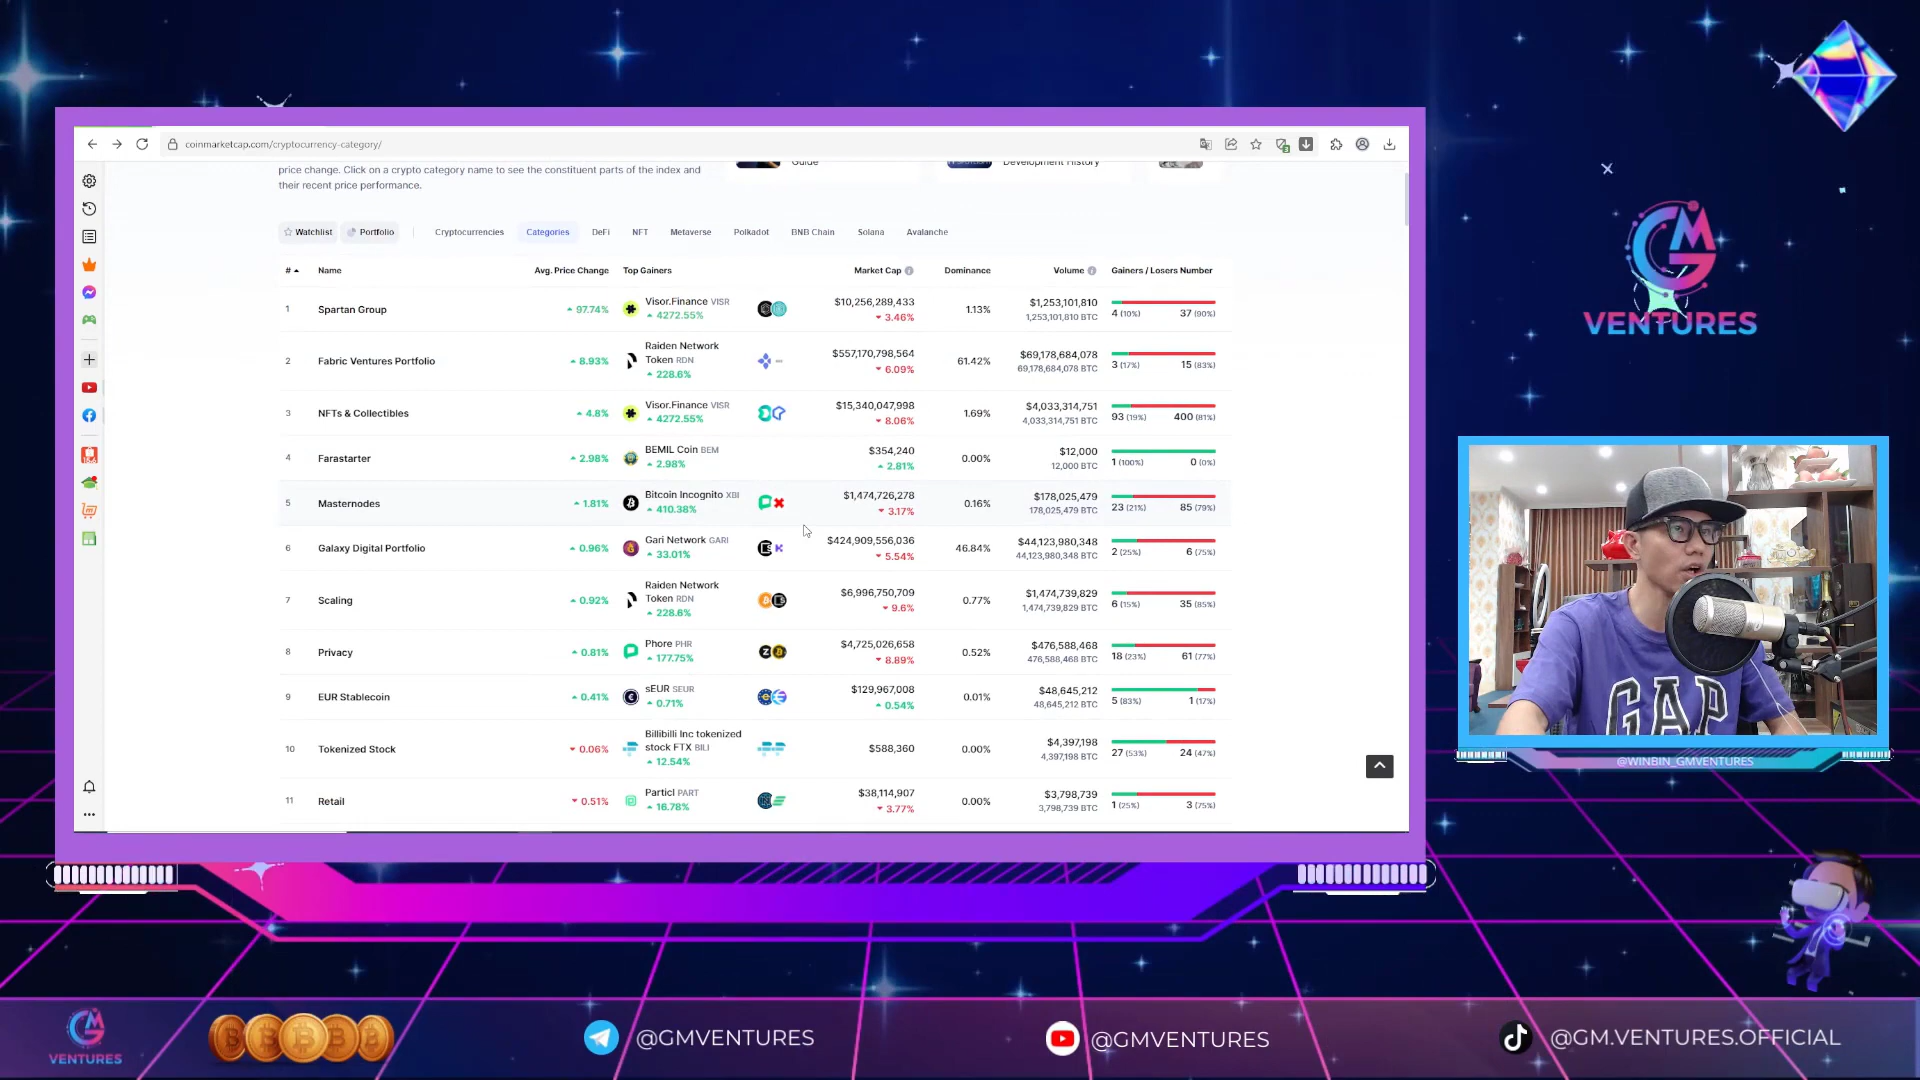 coinmarketcap.com/cryptocurrency-category/
Guide
Development History
price change. Click on a crypto category name to see the constituent parts of the index and
their recent price performance.
Watchlist Portfolio Cryptocurrencies Categories DeFi NFT Metaverse Polkadot BNB Chain Solana Avalanche
# Name Avg. Price Change Top Gainers Market Cap Dominance Volume Gainers / Losers Number
1 Spartan Group 97.74% Visor.Finance VISR $10,256,289,433 1.13% $1,253,101,810 4 (10%) 37 (90%)
4272.55% 3.46% 1,253,101,810 BTC
2 Fabric Ventures Portfolio 8.93% Raiden Network $557,170,798,564 61.42% $69,178,684,078 3 (17%) 15 (83%)
Token RDN 6.09% 69,178,684,078 BTC
228.6%
3 NFTs & Collectibles 4.8% Visor.Finance VISR $15,340,047,998 1.69% $4,033,314,751 93 (19%) 400 (81%)
4272.55% 8.06% 4,033,314,751 BTC
4 Farastarter 2.98% BEMIL Coin BEM $354,240 0.00% $12,000 1 (100%) 0 (0%)
2.98% 2.81% 12,000 BTC
5 Masternodes 1.81% Bitcoin Incognito XBI $1,474,726,278 0.16% $178,025,479 23 (21%) 85 (79%)
410.38% 3.17% 178,025,479 BTC
6 Galaxy Digital Portfolio 0.96% Gari Network GARI $424,909,556,036 46.84% $44,123,980,348 2 (25%) 6 (75%)
33.01% 5.54% 44,123,980,348 BTC
7 Scaling 0.92% Raiden Network $6,996,750,709 0.77% $1,474,739,829 6 (15%) 35 (85%)
Token RDN 9.6% 1,474,739,829 BTC
228.6%
8 Privacy 0.81% Phore PHR $4,725,026,658 0.52% $476,588,468 18 (23%) 61 (77%)
177.75% 8.89% 476,588,468 BTC
9 EUR Stablecoin 0.41% sEUR SEUR $129,967,008 0.01% $48,645,212 5 (83%) 1 (17%)
0.71% 0.54% 48,645,212 BTC
10 Tokenized Stock 0.06% Billibilli Inc tokenized $588,360 0.00% $4,397,198 27 (53%) 24 (47%)
stock FTX BILI 4,397,198 BTC
12.54%
11 Retail 0.51% Particl PART $38,114,907 0.00% $3,798,739 1 (25%) 3 (75%)
16.78% 3.77% 3,798,739 BTC
GM
VENTURES
GAP
@WINBIN_GMVENTURES
GM
VENTURES
@GMVENTURES
@GMVENTURES
@GM.VENTURES.OFFICIAL